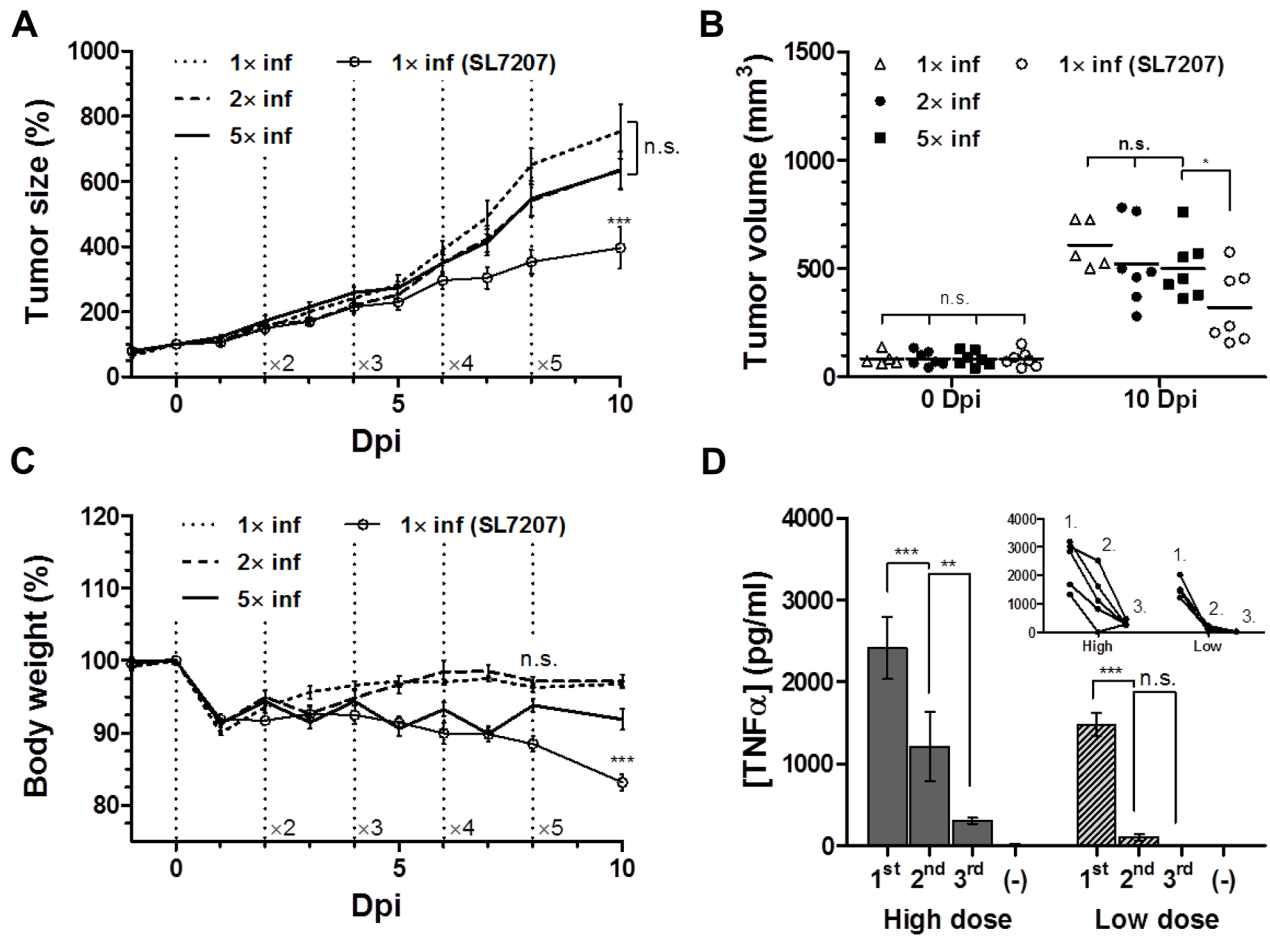 A
Tumor size (%)
1000
800
600
400
200
0
1× inf
2× inf
5× inf
1× inf (SL7207)
n.s.
***
×2
×3
×4
×5
0
5
10
Dpi
B
Tumor volume (mm³)
1500
1000
500
0
1× inf
2× inf
5× inf
1× inf (SL7207)
n.s.
n.s.
*
0 Dpi
10 Dpi
C
Body weight (%)
120
110
100
90
80
1× inf
2× inf
5× inf
1× inf (SL7207)
n.s.
***
×2
×3
×4
×5
0
5
10
Dpi
D
[TNFα] (pg/ml)
4000
3000
2000
1000
0
***
**
***
n.s.
4000
3000
2000
1000
0
1.
2.
3.
1.
2.
3.
High
Low
1st
2nd
3rd
(-)
1st
2nd
3rd
(-)
High dose
Low dose